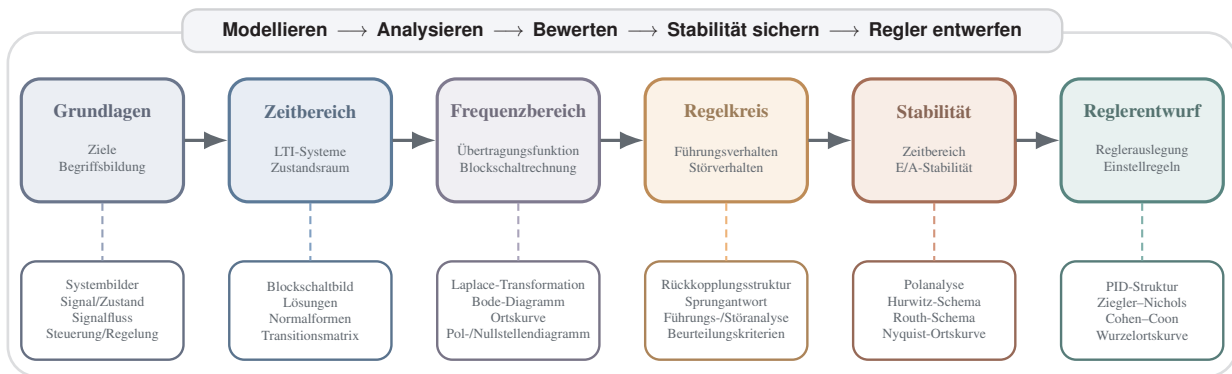 Modellieren → Analysieren → Bewerten → Stabilität sichern → Regler entwerfen
Grundlagen
Ziele
Begriffsbildung
Zeitbereich
LTI-Systeme
Zustandsraum
Frequenzbereich
Übertragungsfunktion
Blockschaltrechnung
Regelkreis
Führungsverhalten
Störverhalten
Stabilität
Zeitbereich
E/A-Stabilität
Reglerentwurf
Reglerauslegung
Einstellregeln
Systembilder
Signal/Zustand
Signalfluss
Steuerung/Regelung
Blockschaltbild
Lösungen
Normalformen
Transitionsmatrix
Laplace-Transformation
Bode-Diagramm
Ortskurve
Pol-/Nullstellendiagramm
Rückkopplungsstruktur
Sprungantwort
Führungs-/Störanalyse
Beurteilungskriterien
Polanalyse
Hurwitz-Schema
Routh-Schema
Nyquist-Ortskurve
PID-Struktur
Ziegler–Nichols
Cohen–Coon
Wurzelortskurve